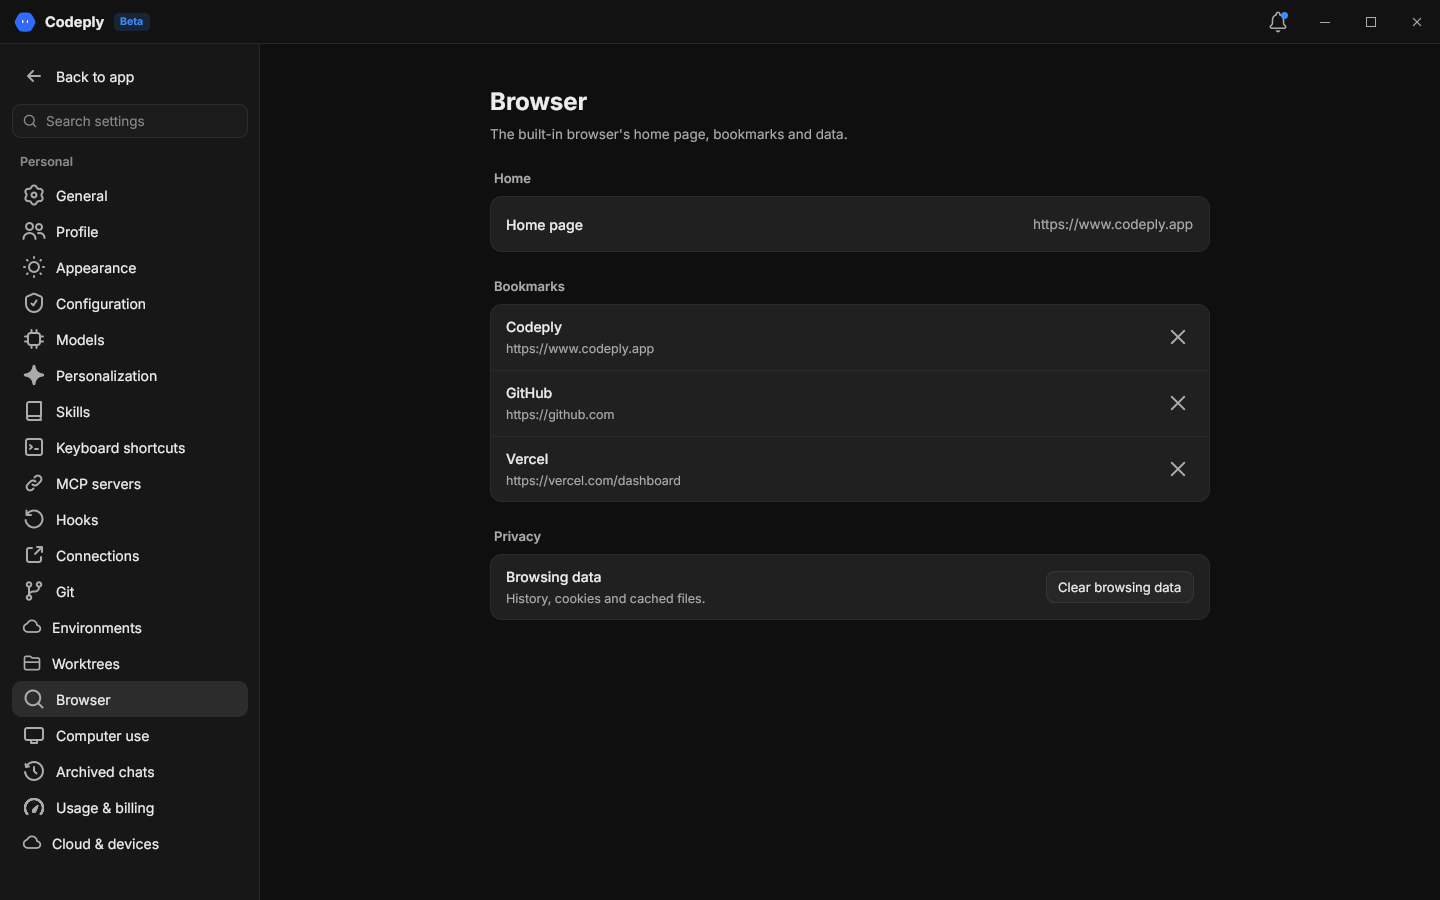 Codeply Beta
Back to app
Search settings
Personal
General
Profile
Appearance
Configuration
Models
Personalization
Skills
Keyboard shortcuts
MCP servers
Hooks
Connections
Git
Environments
Worktrees
Browser
Computer use
Archived chats
Usage & billing
Cloud & devices
Browser
The built-in browser's home page, bookmarks and data.
Home
Home page https://www.codeply.app
Bookmarks
Codeply
https://www.codeply.app
GitHub
https://github.com
Vercel
https://vercel.com/dashboard
Privacy
Browsing data
History, cookies and cached files.
Clear browsing data